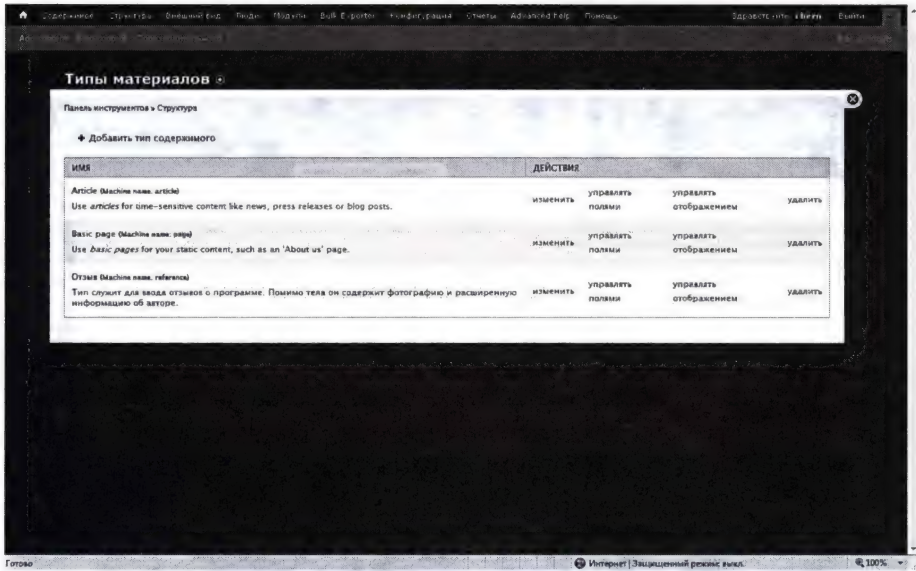 Содержимое Структура Внешний вид Люди Модули Bulk Exporter Конфигурация Отчеты Advanced help Помощь Здравствуйте, i been Выйти
Типы материалов
Панель инструментов » Структура
+ Добавить тип содержимого
ИМЯ ДЕЙСТВИЯ
Article (Machine name: article)
Use articles for time-sensitive content like news, press releases or blog posts.
изменить управлять полями управлять отображением удалить
Basic page (Machine name: page)
Use basic pages for your static content, such as an 'About us' page.
изменить управлять полями управлять отображением удалить
Отзыв (Machine name: reference)
Тип служит для ввода отзывов о программе. Помимо тела он содержит фотографию и расширенную
информацию об авторе.
изменить управлять полями управлять отображением удалить
Готово Интернет | Защищенный режим: выкл. 100%